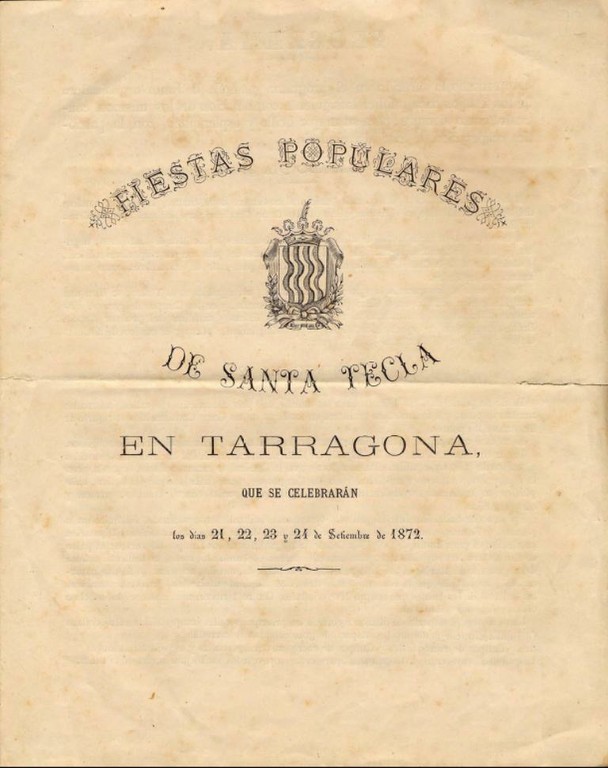 FIESTAS POPULARES
DE SANTA TECLA
EN TARRAGONA,
QUE SE CELEBRARÁN
los dias 21, 22, 23 y 24 de Setiembre de 1872.